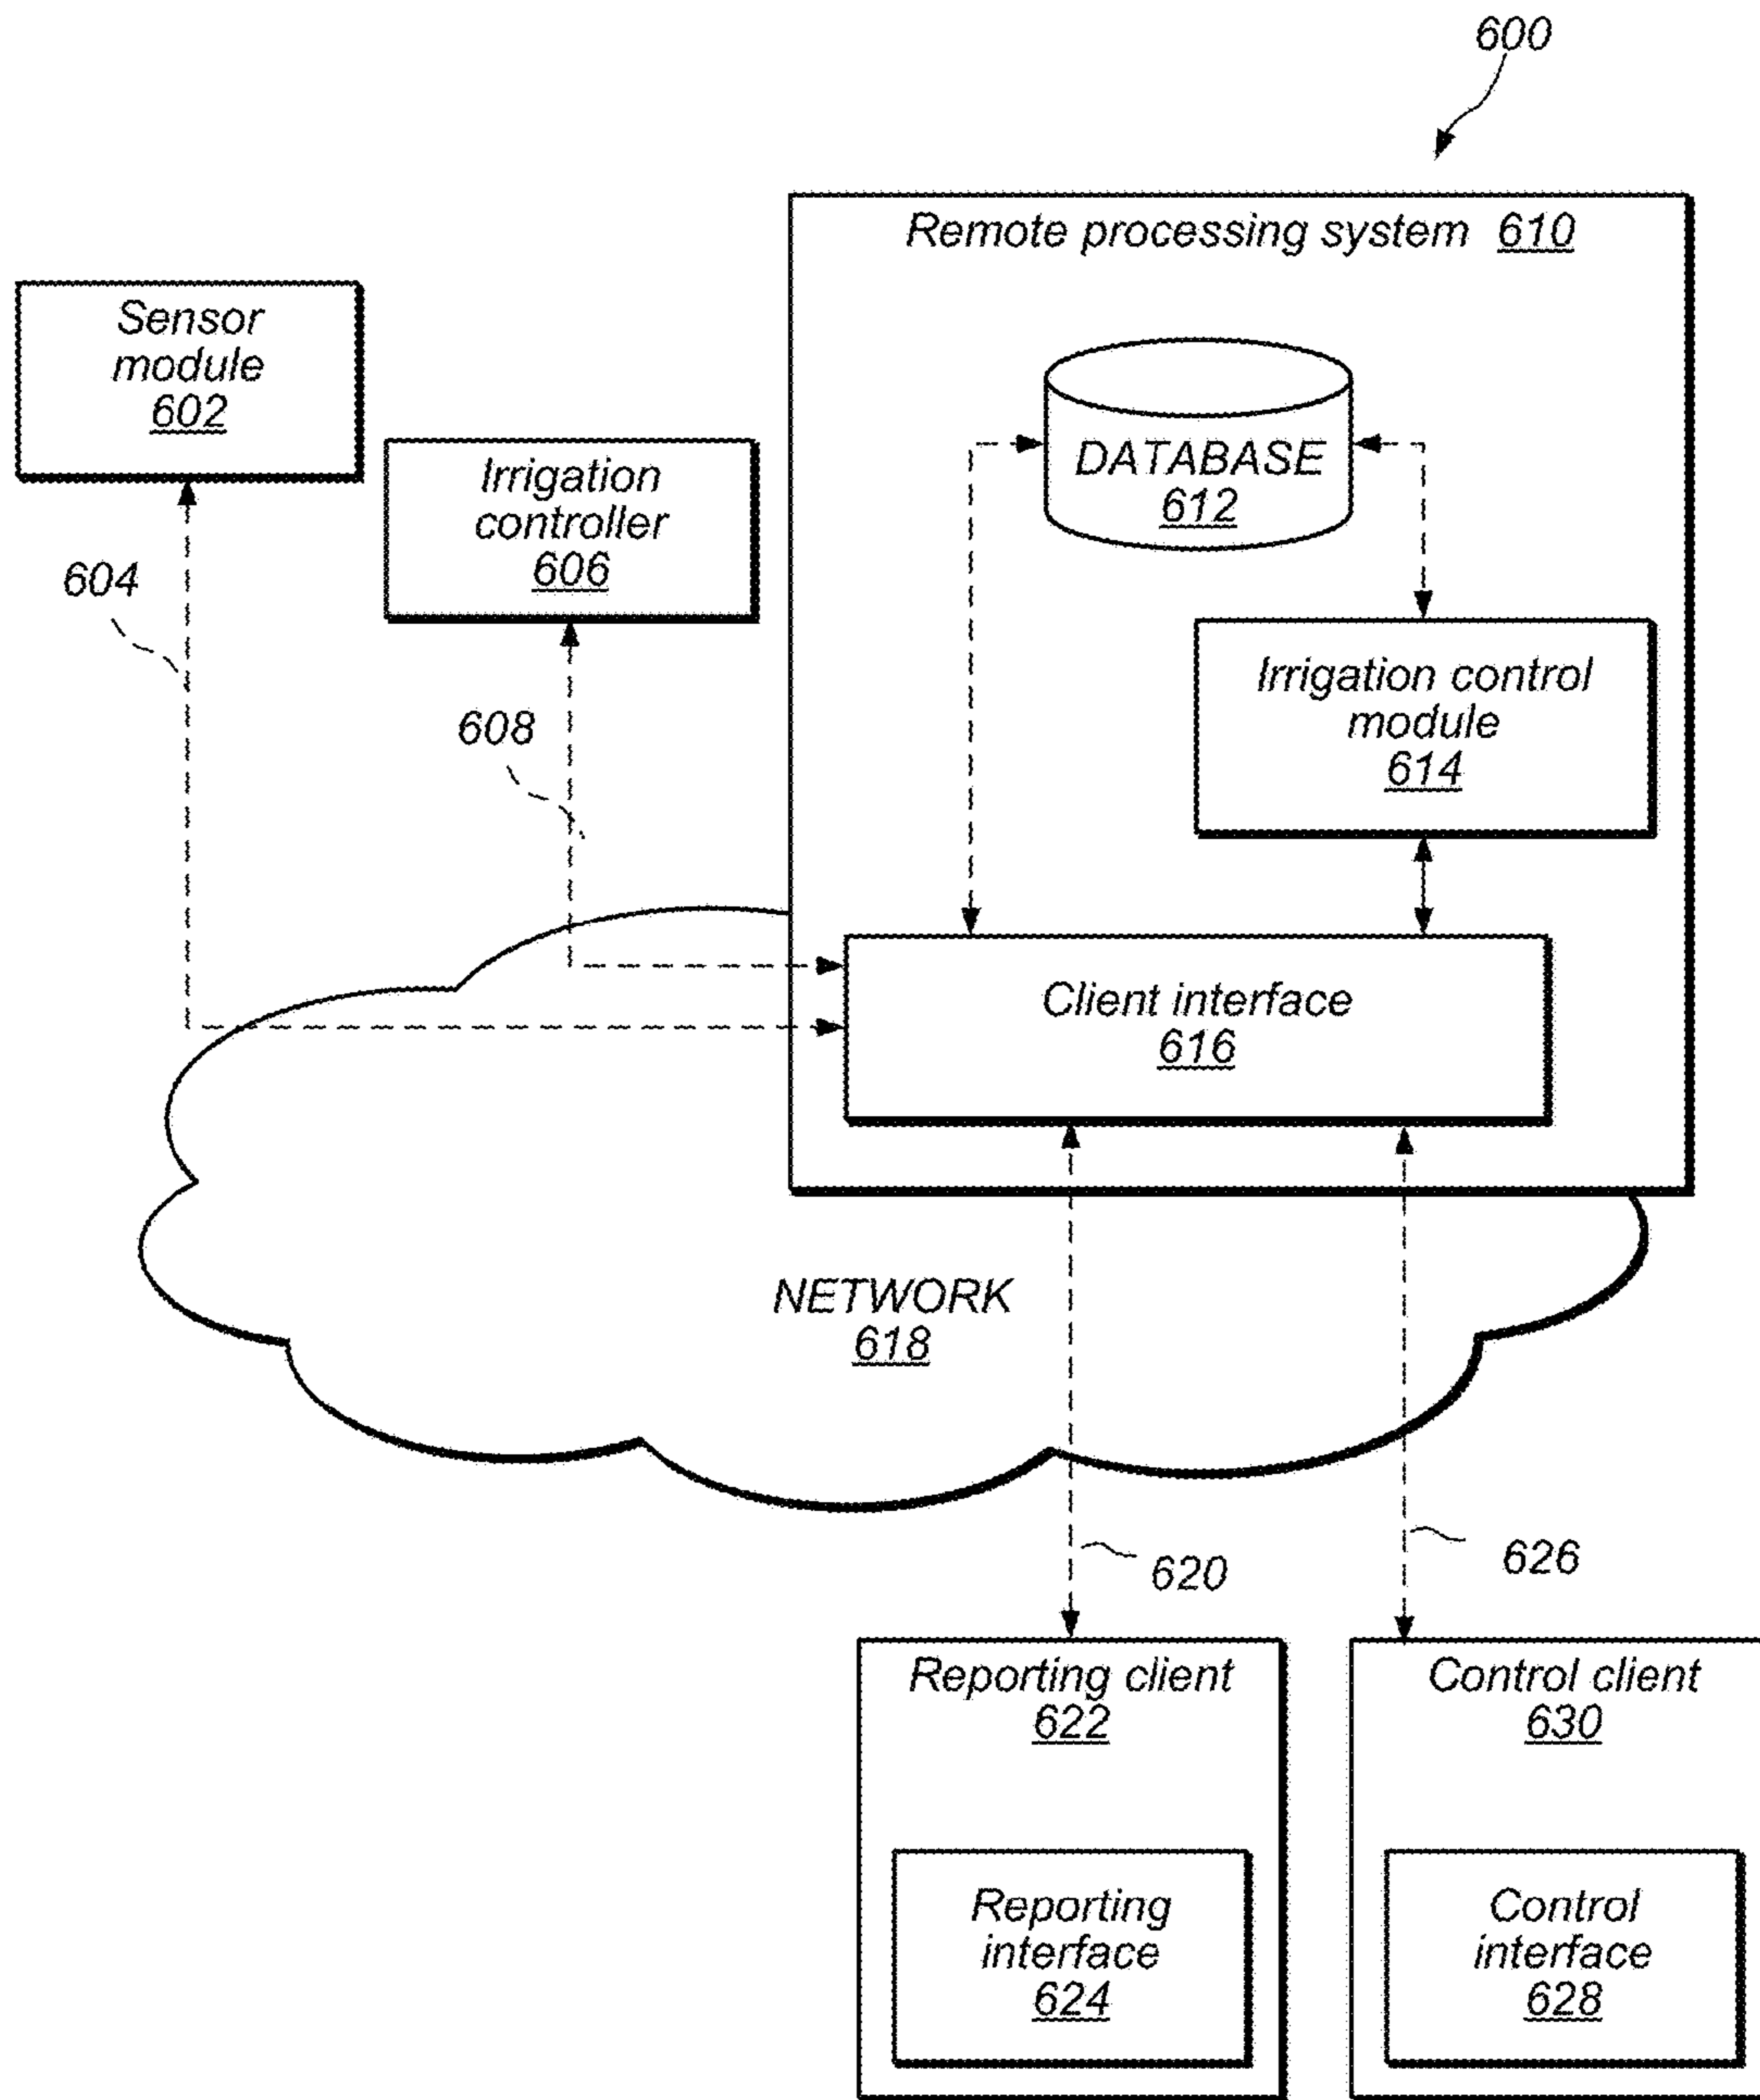 600
Remote processing system 610
Sensor
module
602
Irrigation
controller
606
DATABASE
612
604
608
Irrigation control
module
614
Client interface
616
NETWORK
618
620
626
Reporting client
622
Control client
630
Reporting
interface
624
Control
interface
628